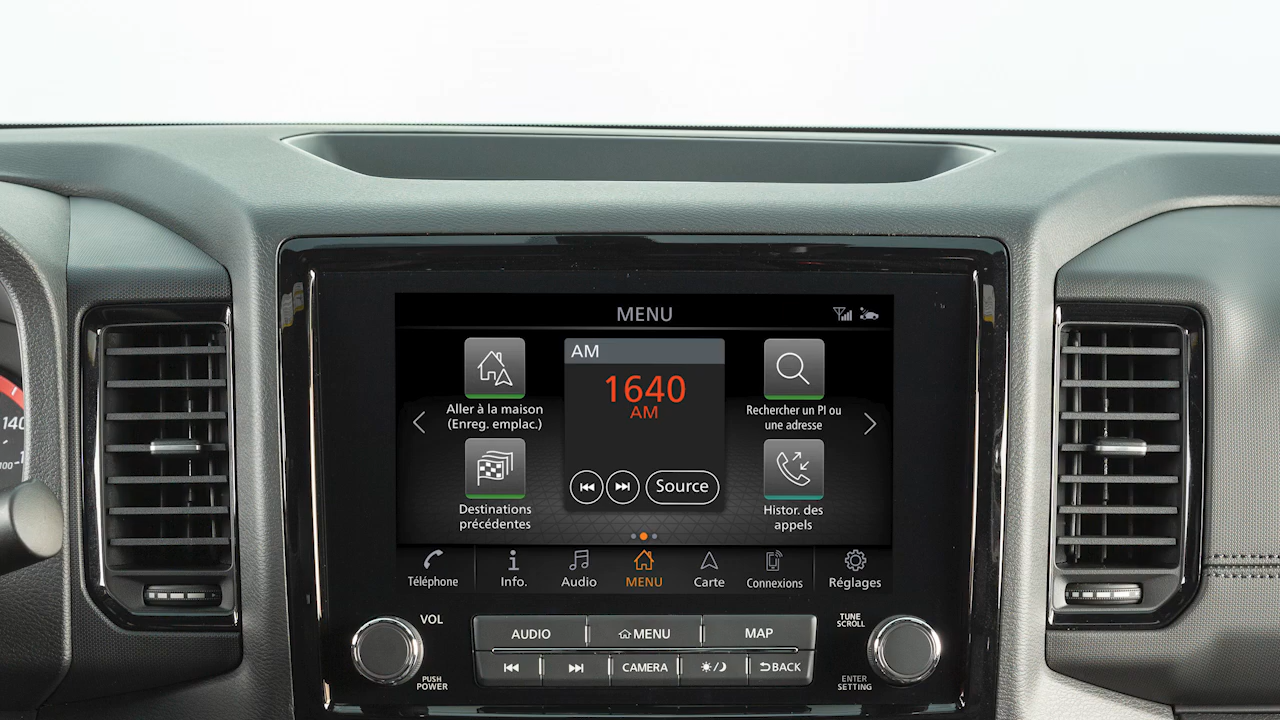 MENU
AM
1640
AM
Aller à la maison
(Enreg. emplac.)
Rechercher un PI ou
une adresse
Destinations
précédentes
Source
Histor. des
appels
Téléphone
Info.
Audio
MENU
Carte
Connexions
Réglages
VOL
PUSH
POWER
AUDIO
MENU
MAP
CAMERA
BACK
TUNE
SCROLL
ENTER
SETTING
140